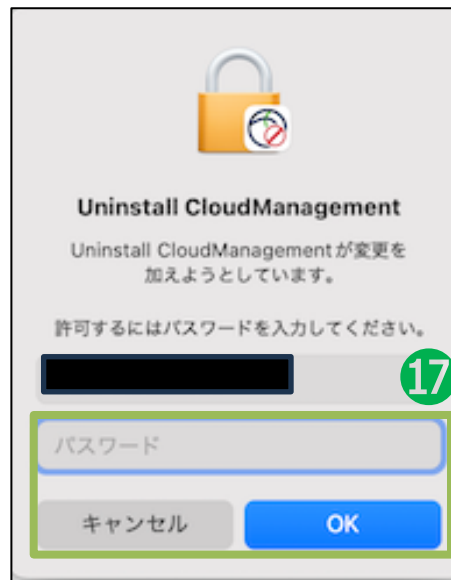 Uninstall CloudManagement
Uninstall CloudManagementが変更を
加えようとしています。
許可するにはパスワードを入力してください。
17
パスワード
キャンセル
OK